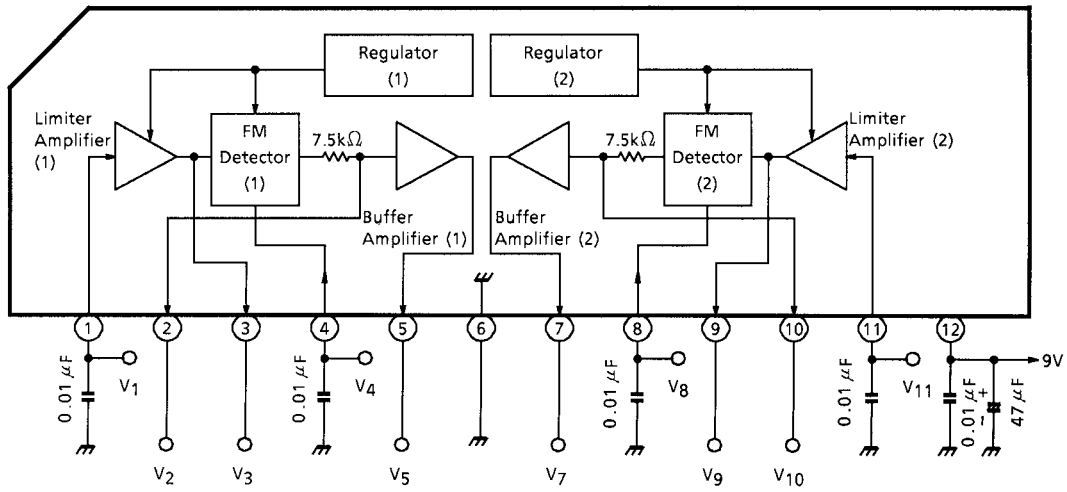 Regulator
(1)
Regulator
(2)
Limiter
Amplifier
(1)
FM
Detector
(1)
7.5kΩ
7.5kΩ
FM
Detector
(2)
Limiter
Amplifier (2)
Buffer
Amplifier (1)
Buffer
Amplifier (2)
1
2
3
4
5
6
7
8
9
10
11
12
0.01 μF
V1
V2
V3
0.01 μF
V4
V5
V7
0.01 μF
V8
V9
V10
0.01 μF
V11
0.01 μF
+
47 μF
9V